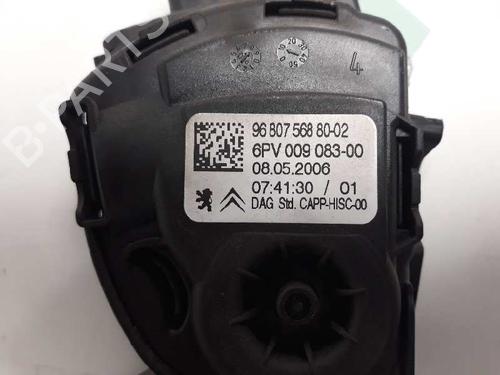 4
96 807 568 80-02
6PV 009 083-00
08.05.2006
07:41:30 / 01
DAG Std. CAPP-HISC-00
B-PARTS